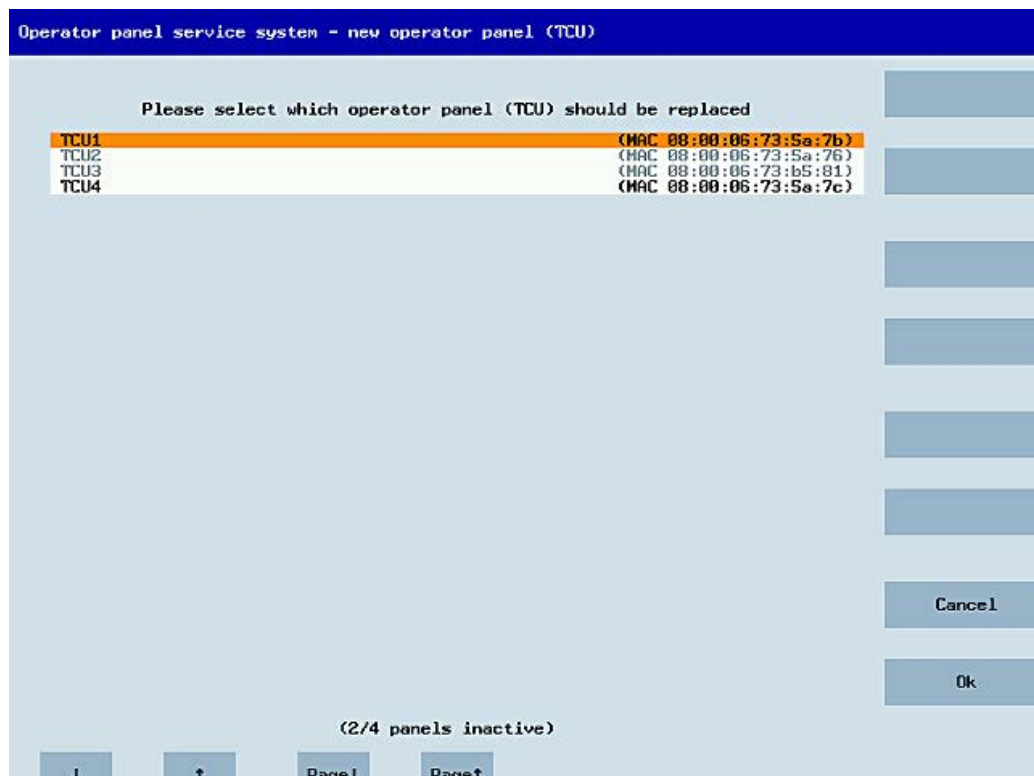 Operator panel service system - new operator panel (TCU)
Please select which operator panel (TCU) should be replaced
TCU1 (MAC 08:00:06:73:5a:7b)
TCU2 (MAC 08:00:06:73:5a:76)
TCU3 (MAC 08:00:06:73:b5:81)
TCU4 (MAC 08:00:06:73:5a:7c)
Cancel
Ok
(2/4 panels inactive)
↓ ↑ Page↓ Page↑